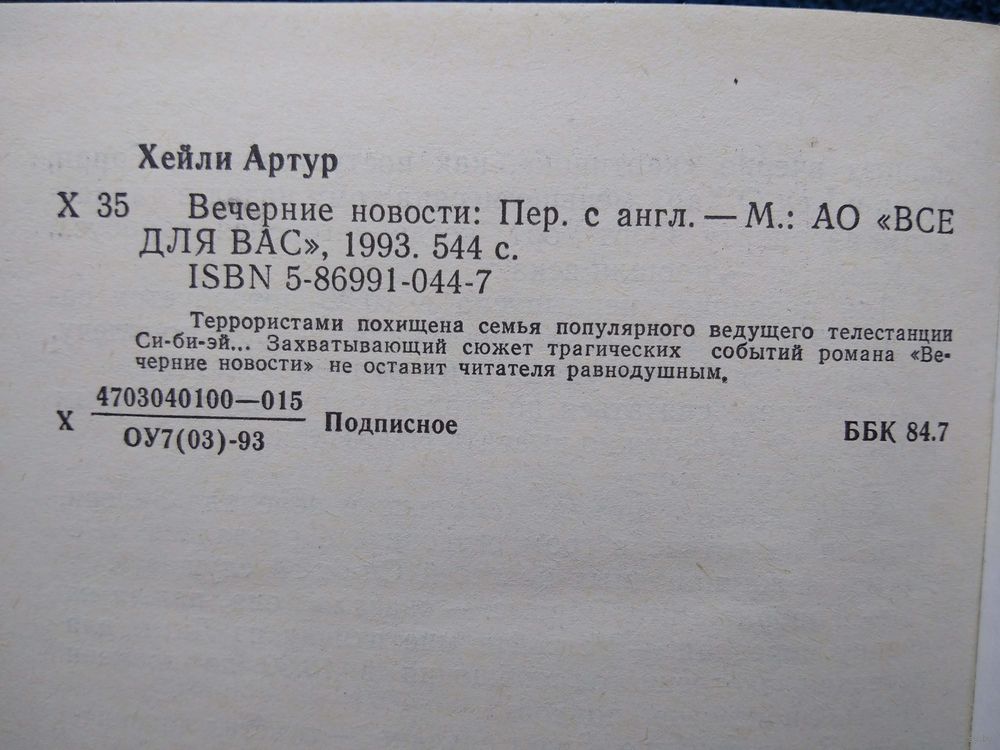 Хейли Артур
Х 35 Вечерние новости: Пер. с англ. — М.: АО «ВСЕ
ДЛЯ ВАС», 1993. 544 с.
ISBN 5-86991-044-7
Террористами похищена семья популярного ведущего телестанции
Си-би-эй... Захватывающий сюжет трагических событий романа «Ве-
черние новости» не оставит читателя равнодушным.
4703040100—015
Х Подписное ББК 84.7
ОУ7(03)-93